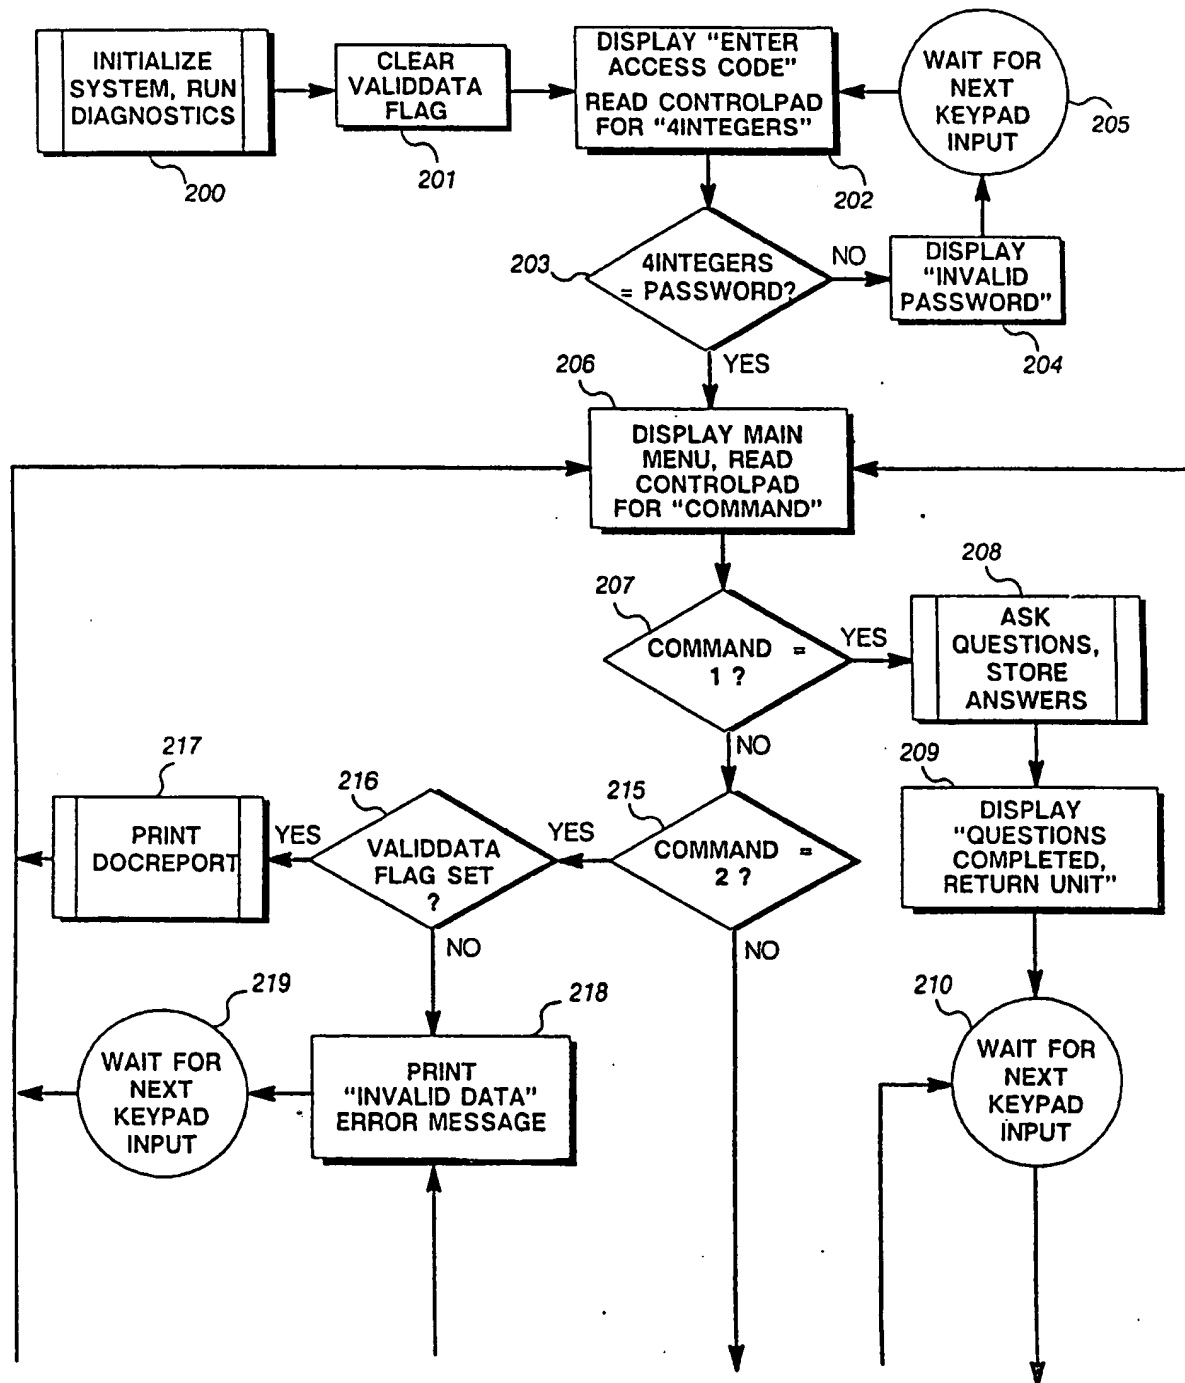 INITIALIZE
SYSTEM, RUN
DIAGNOSTICS
200
CLEAR
VALIDDATA
FLAG
201
DISPLAY "ENTER
ACCESS CODE"
READ CONTROLPAD
FOR "4INTEGERS"
202
WAIT FOR
NEXT
KEYPAD
INPUT
205
203
4INTEGERS
= PASSWORD?
NO
DISPLAY
"INVALID
PASSWORD"
204
YES
206
DISPLAY MAIN
MENU, READ
CONTROLPAD
FOR "COMMAND"
207
COMMAND =
1 ?
YES
208
ASK
QUESTIONS,
STORE
ANSWERS
NO
209
DISPLAY
"QUESTIONS
COMPLETED,
RETURN UNIT"
215
COMMAND =
2 ?
YES
216
VALIDDATA
FLAG SET
?
YES
217
PRINT
DOCREPORT
NO
NO
218
PRINT
"INVALID DATA"
ERROR MESSAGE
219
WAIT FOR
NEXT
KEYPAD
INPUT
210
WAIT FOR
NEXT
KEYPAD
INPUT